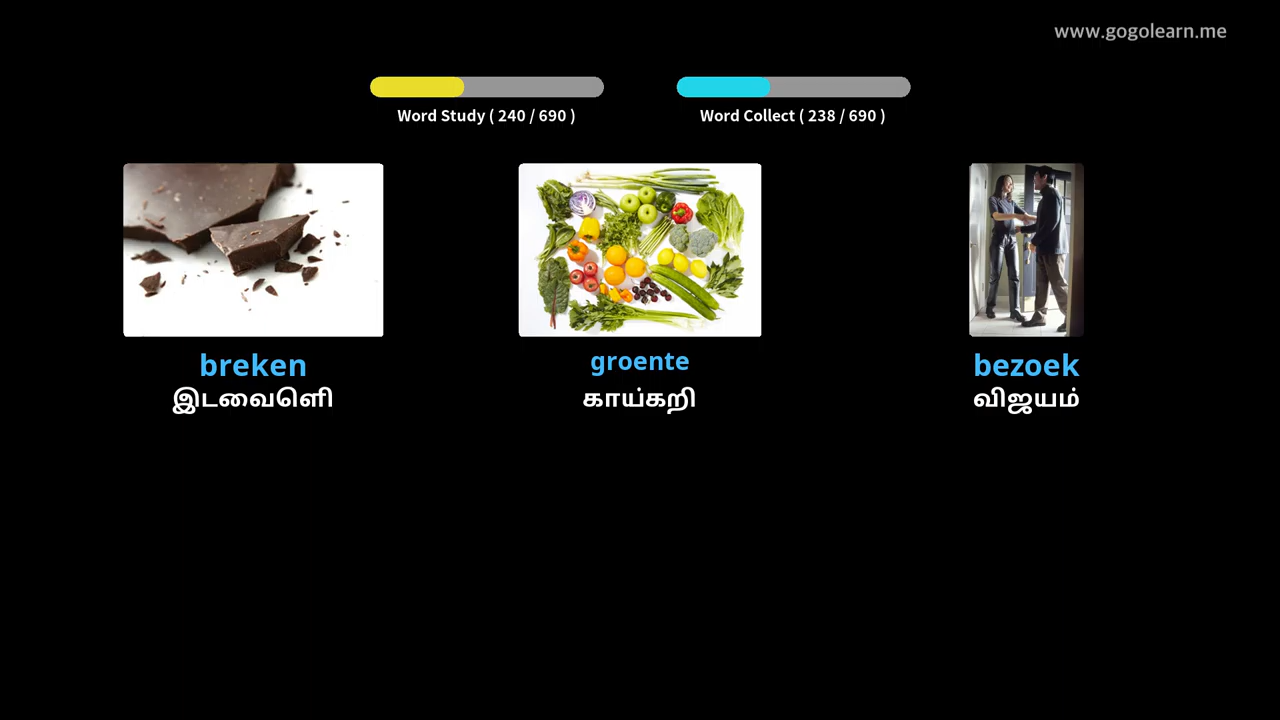 www.gogolearn.me
Word Study ( 240 / 690 )
Word Collect ( 238 / 690 )
breken
இடைவெளி
groente
காய்கறி
bezoek
விஜயம்